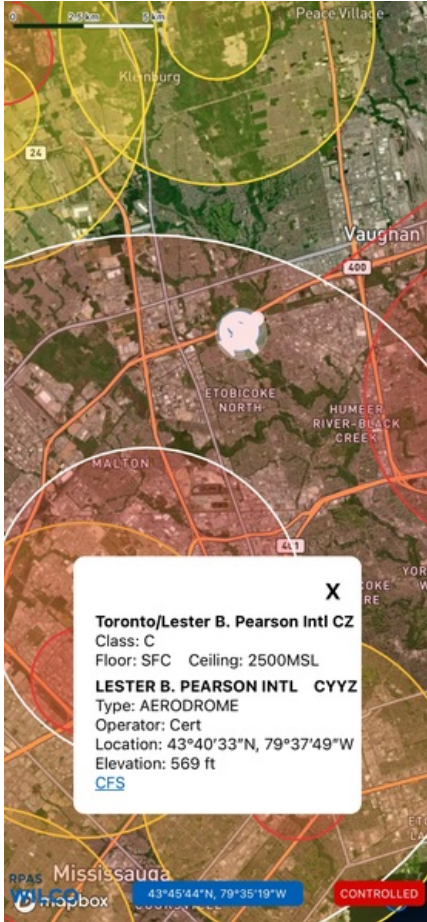 0 2.5 km 5 km
Peace Village
Kleinburg
24
Vaughan
400
ETOBICOKE
NORTH
HUMEER
RIVER-BLACK
CREEK
MALTON
401
X
Toronto/Lester B. Pearson Intl CZ
Class: C
Floor: SFC Ceiling: 2500MSL
LESTER B. PEARSON INTL CYYZ
Type: AERODROME
Operator: Cert
Location: 43°40'33"N, 79°37'49"W
Elevation: 569 ft
CFS
Mississauga
RPAS
WILCO
mapbox
43°45'44"N, 79°35'19"W
CONTROLLED